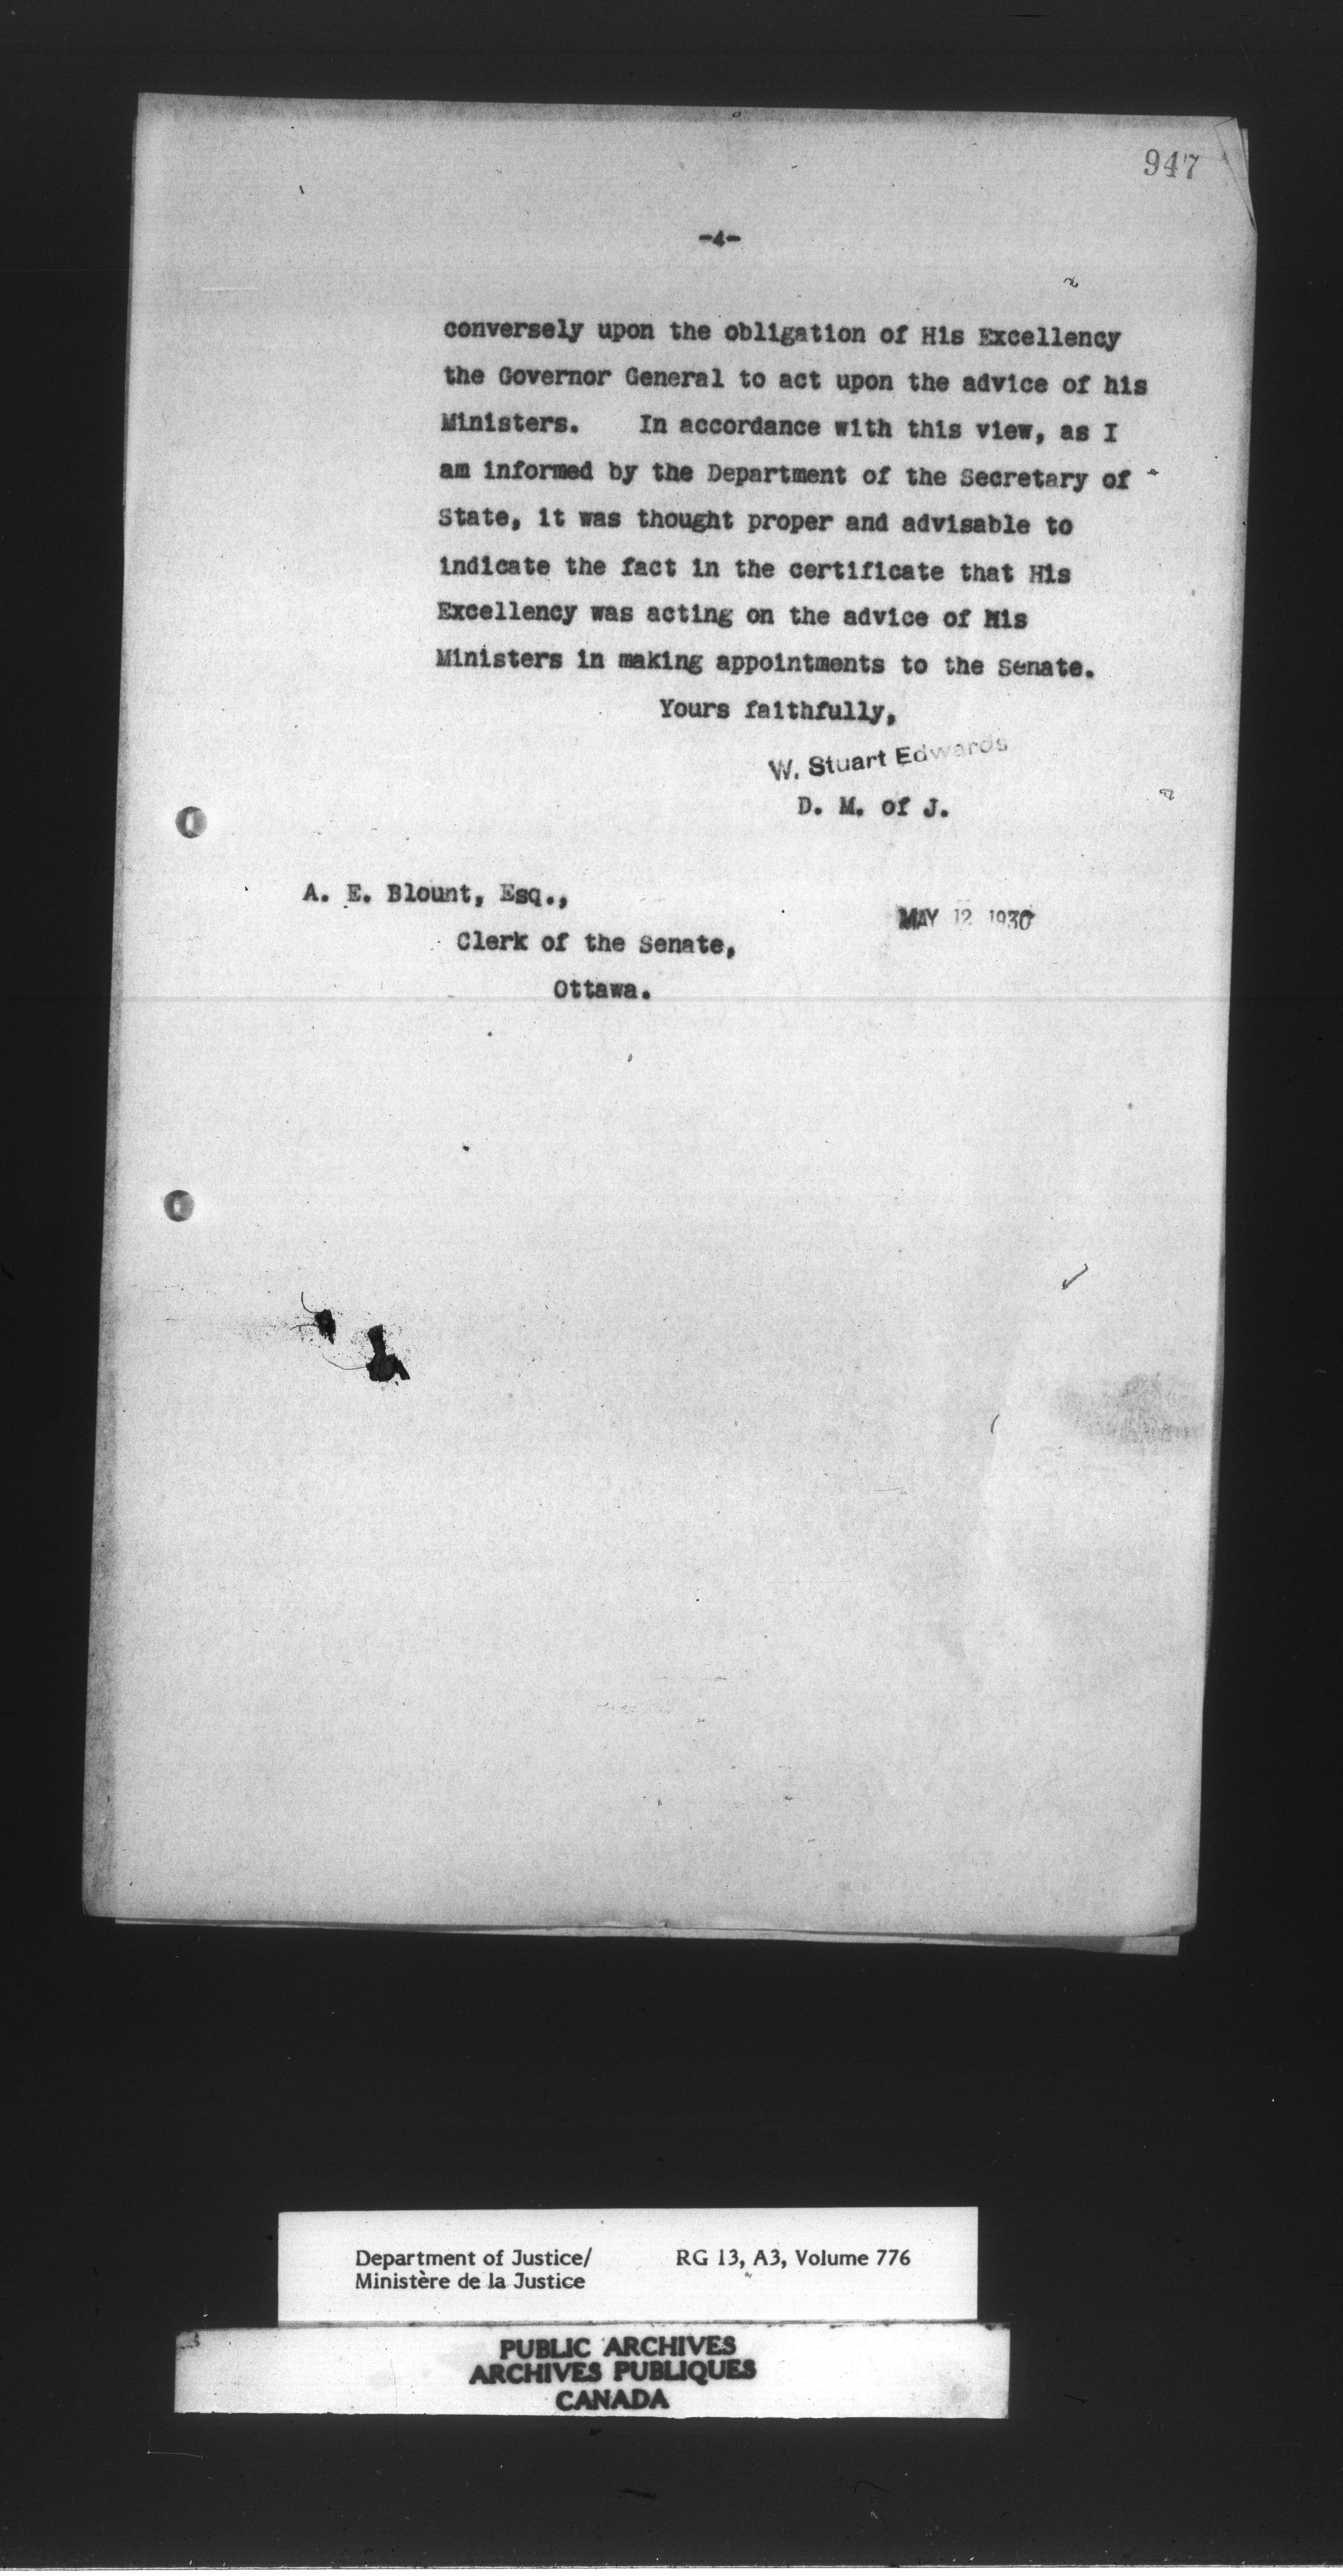 947
-4-
conversely upon the obligation of His Excellency
the Governor General to act upon the advice of his
Ministers. In accordance with this view, as I
am informed by the Department of the Secretary of
State, it was thought proper and advisable to
indicate the fact in the certificate that His
Excellency was acting on the advice of His
Ministers in making appointments to the Senate.
Yours faithfully,
W. Stuart Edwards
D. M. of J.
A. E. Blount, Esq.,
MAY 12 1930
Clerk of the Senate,
Ottawa.
Department of Justice/ RG 13, A3, Volume 776
Ministère de la Justice
PUBLIC ARCHIVES
ARCHIVES PUBLIQUES
CANADA